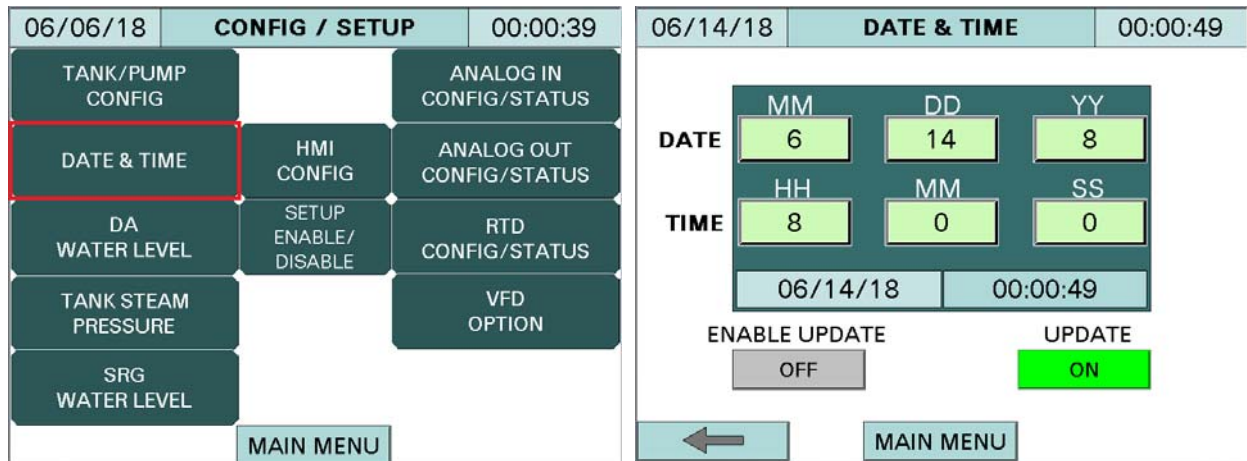 06/06/18 CONFIG / SETUP 00:00:39
TANK/PUMP
CONFIG
ANALOG IN
CONFIG/STATUS
DATE & TIME
HMI
CONFIG
ANALOG OUT
CONFIG/STATUS
DA
WATER LEVEL
SETUP
ENABLE/
DISABLE
RTD
CONFIG/STATUS
TANK STEAM
PRESSURE
VFD
OPTION
SRG
WATER LEVEL
MAIN MENU
06/14/18 DATE & TIME 00:00:49
MM DD YY
DATE 6 14 8
HH MM SS
TIME 8 0 0
06/14/18 00:00:49
ENABLE UPDATE UPDATE
OFF ON
MAIN MENU